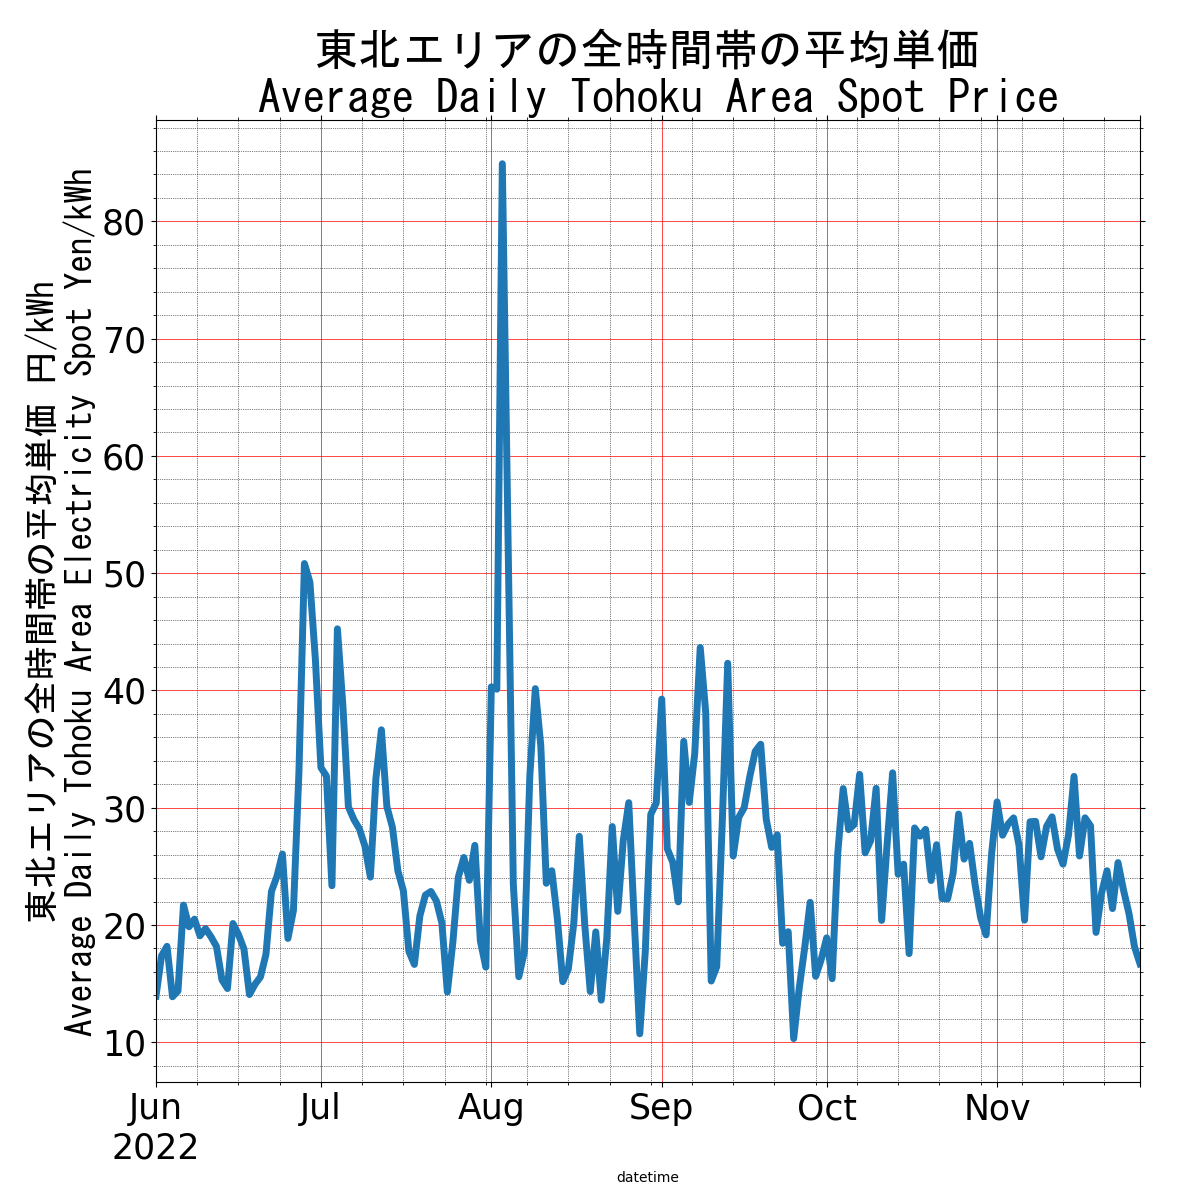 東北エリアの全時間帯の平均単価
Average Daily Tohoku Area Spot Price
東北エリアの全時間帯の平均単価 円/kWh
Average Daily Tohoku Area Electricity Spot Yen/kWh
80
70
60
50
40
30
20
10
Jun
2022
Jul
Aug
Sep
Oct
Nov
datetime